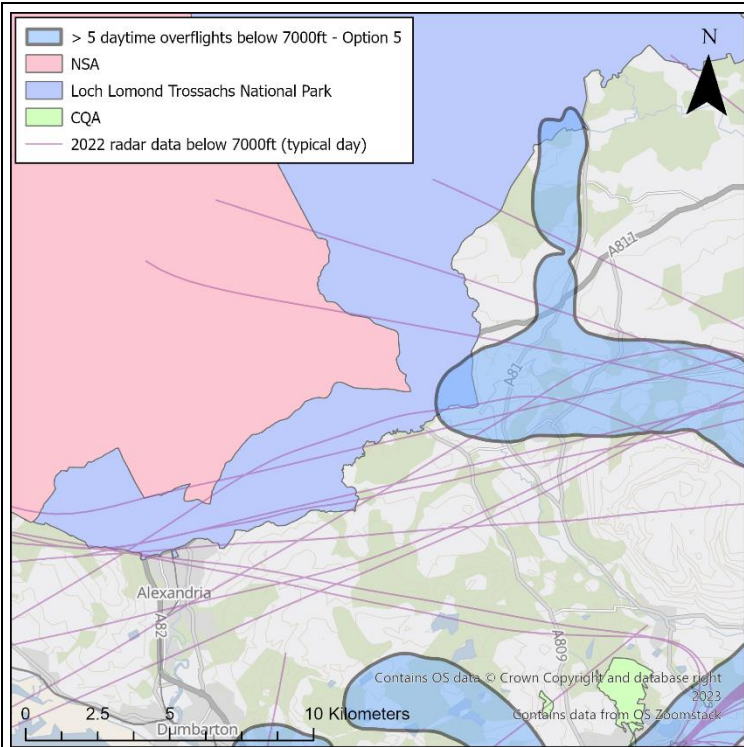 > 5 daytime overflights below 7000ft - Option 5
NSA
Loch Lomond Trossachs National Park
CQA
2022 radar data below 7000ft (typical day)
N
A811
A81
Alexandria
A82
A809
Contains OS data © Crown Copyright and database right
2023
Contains data from OS Zoomstack
0 2.5 5 10 Kilometers
Dumbarton